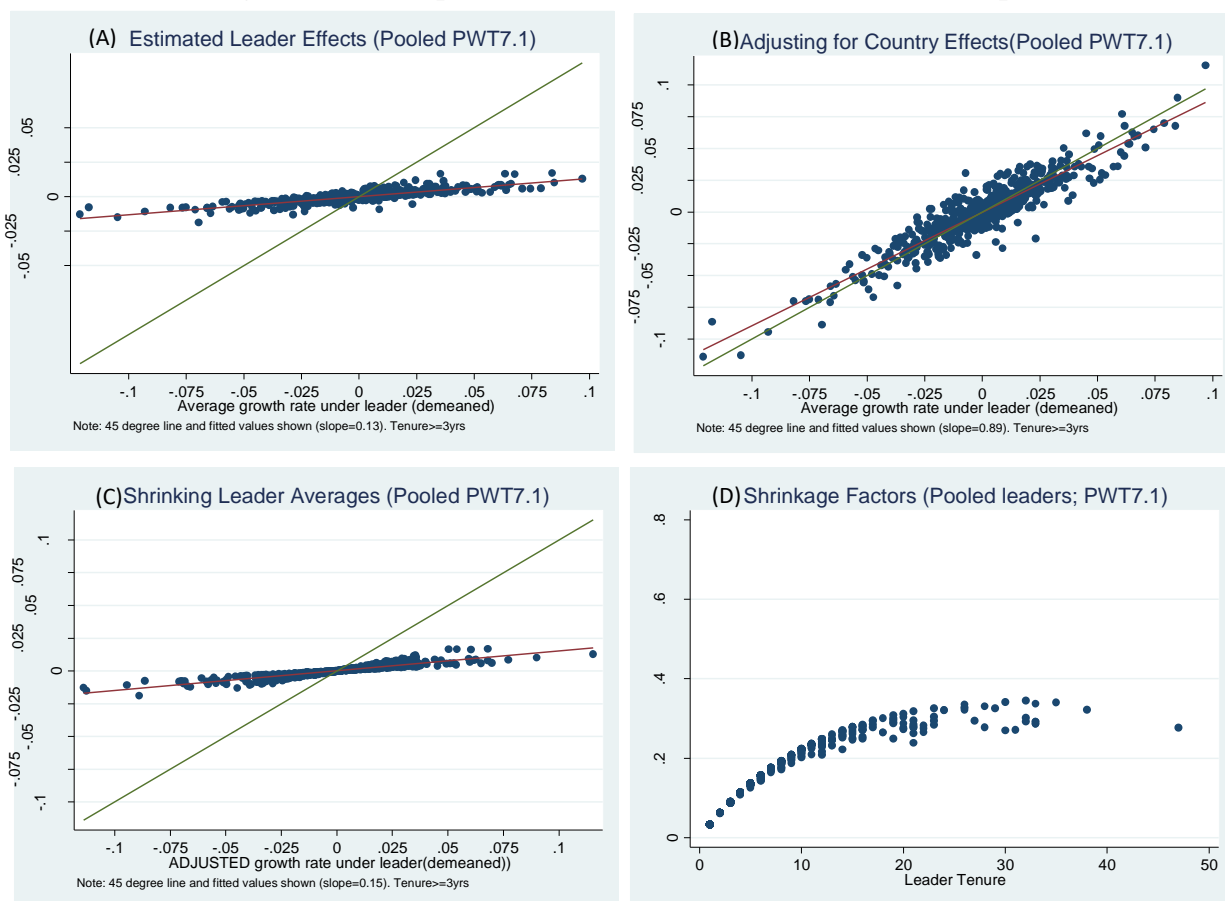 (A) Estimated Leader Effects (Pooled PWT7.1)
.05
.025
0
-.025
-.05
-.1 -.075 -.05 -.025 0 .025 .05 .075 .1
Average growth rate under leader (demeaned)
Note: 45 degree line and fitted values shown (slope=0.13). Tenure>=3yrs
(B)Adjusting for Country Effects(Pooled PWT7.1)
.1
.075
.05
.025
0
-.025
-.05
-.075
-.1
-.1 -.075 -.05 -.025 0 .025 .05 .075 .1
Average growth rate under leader (demeaned)
Note: 45 degree line and fitted values shown (slope=0.89). Tenure>=3yrs
(C)Shrinking Leader Averages (Pooled PWT7.1)
.1
.075
.05
.025
0
-.025
-.05
-.075
-.1
-.1 -.075 -.05 -.025 0 .025 .05 .075 .1
ADJUSTED growth rate under leader(demeaned))
Note: 45 degree line and fitted values shown (slope=0.15). Tenure>=3yrs
(D) Shrinkage Factors (Pooled leaders; PWT7.1)
.8
.6
.4
.2
0
0 10 20 30 40 50
Leader Tenure